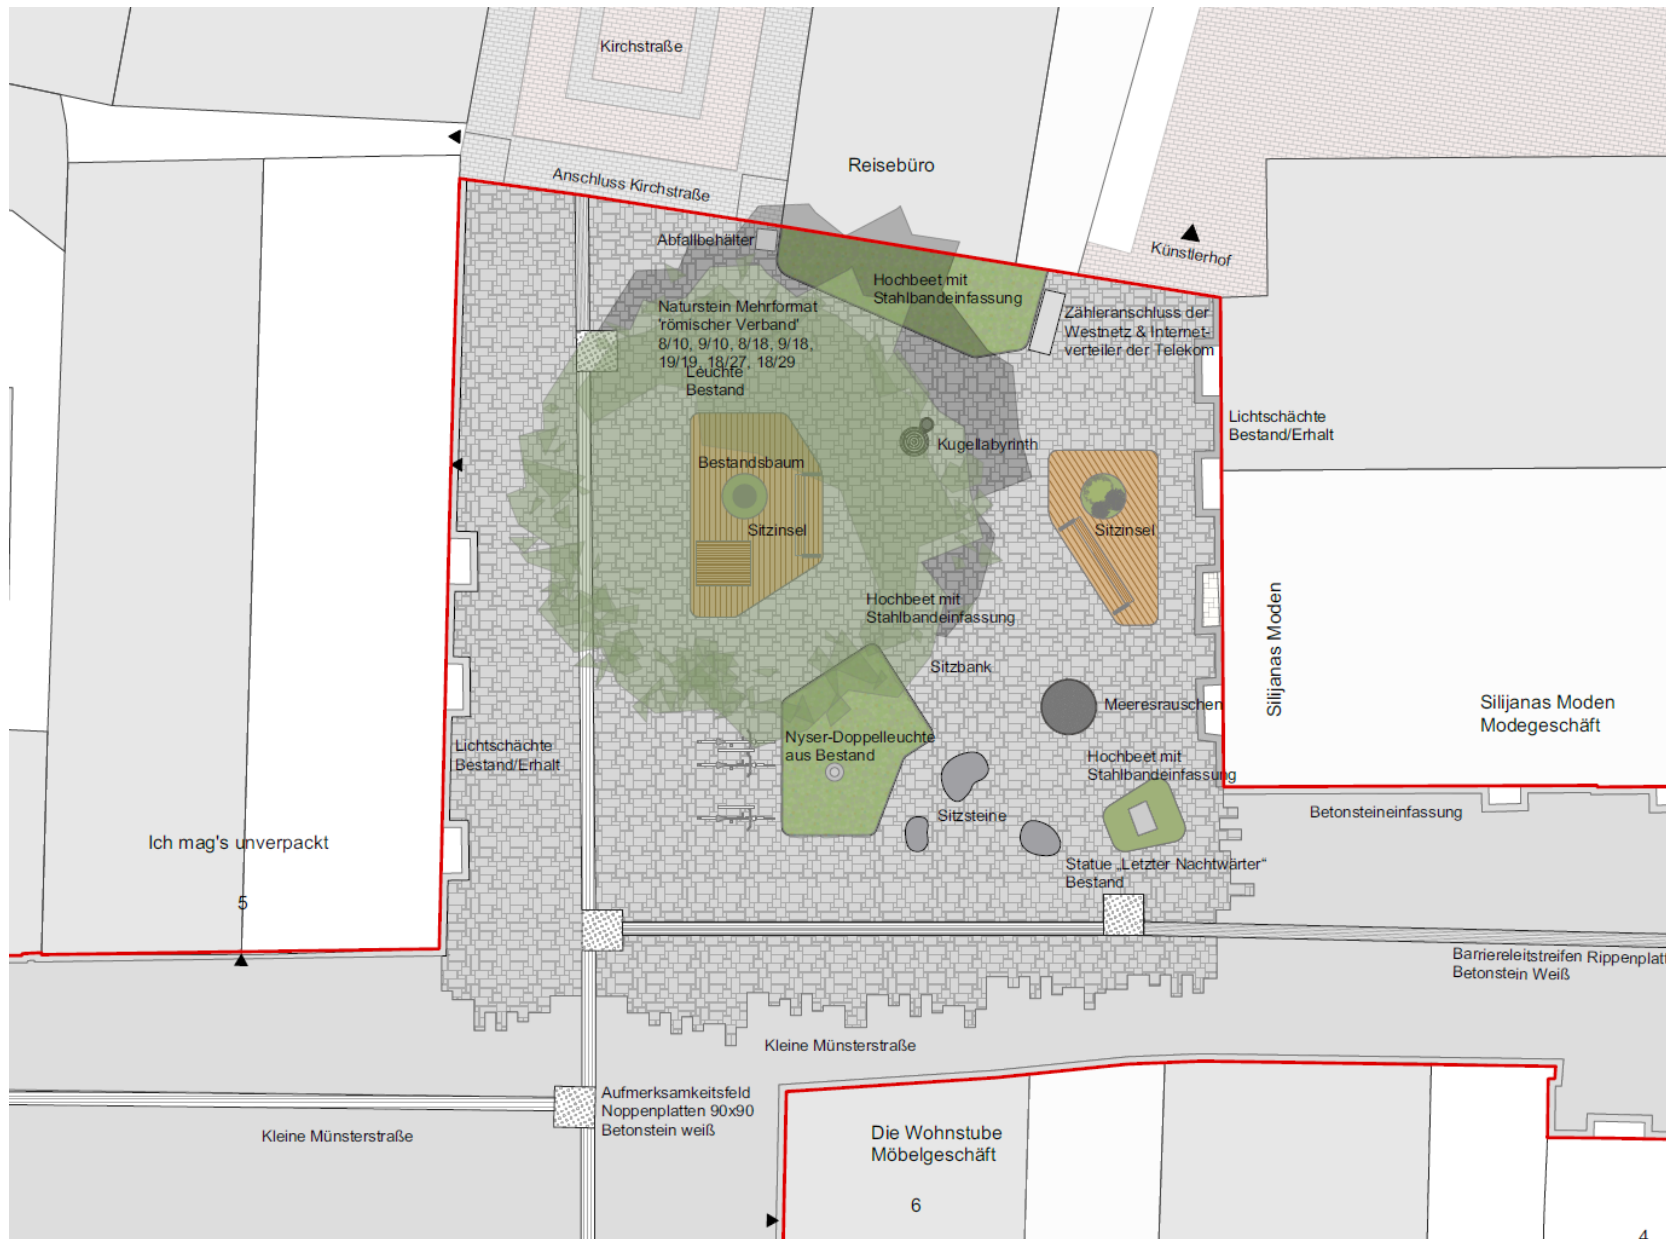 Kirchstraße
Anschluss Kirchstraße
Reisebüro
Künstlerhof
Abfallbehälter
Hochbeet mit
Stahlbandeinfassung
Naturstein Mehrformat
'römischer Verband'
8/10, 9/10, 8/18, 9/18,
19/19, 18/27, 18/29
Leuchte
Bestand
Zähleranschluss der
Westnetz & Internet-
verteiler der Telekom
Lichtschächte
Bestand/Erhalt
Kugellabyrinth
Bestandsbaum
Sitzinsel
Sitzinsel
Hochbeet mit
Stahlbandeinfassung
Sitzbank
Silijanas Moden
Silijanas Moden
Modegeschäft
Meeresrauschen
Nyser-Doppelleuchte
aus Bestand
Lichtschächte
Bestand/Erhalt
Hochbeet mit
Stahlbandeinfassung
Sitzsteine
Betonsteineinfassung
Ich mag's unverpackt
5
Statue „Letzter Nachtwärter“
Bestand
Barriereleitstreifen Rippenplatt
Betonstein Weiß
Kleine Münsterstraße
Aufmerksamkeitsfeld
Noppenplatten 90x90
Betonstein weiß
Kleine Münsterstraße
Die Wohnstube
Möbelgeschäft
6
4